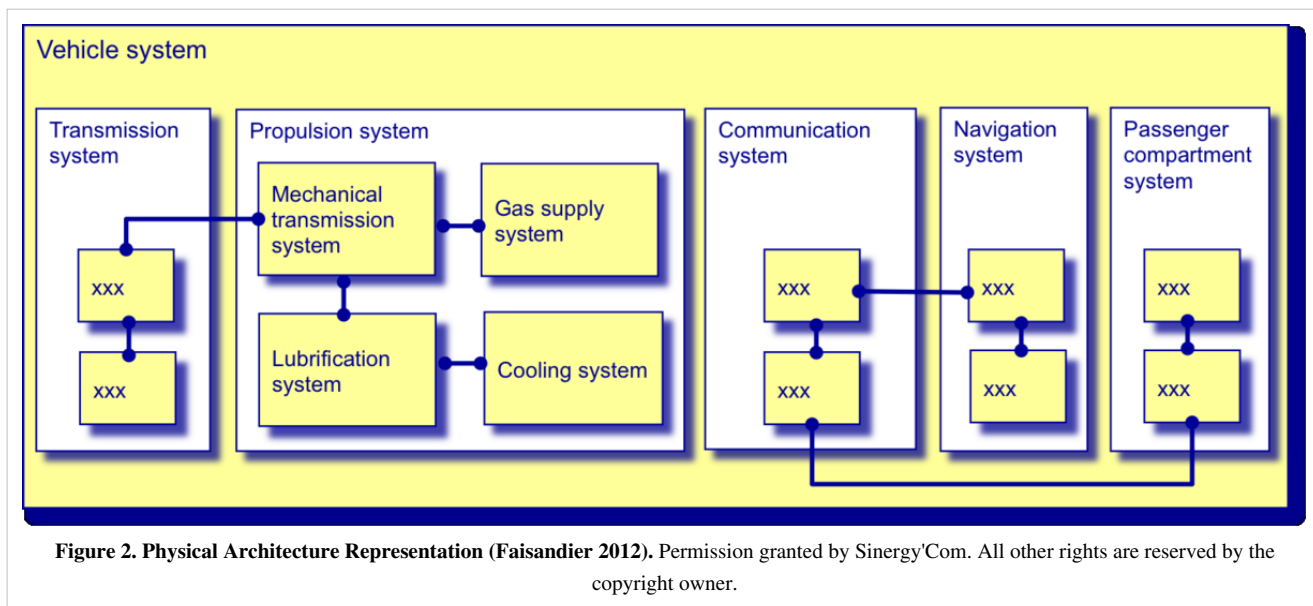 Vehicle system
Transmission
system
xxx
xxx
Propulsion system
Mechanical
transmission
system
Gas supply
system
Lubrification
system
Cooling system
Communication
system
xxx
xxx
Navigation
system
xxx
xxx
Passenger
compartment
system
xxx
xxx
Figure 2. Physical Architecture Representation (Faisandier 2012). Permission granted by Sinergy'Com. All other rights are reserved by the
copyright owner.